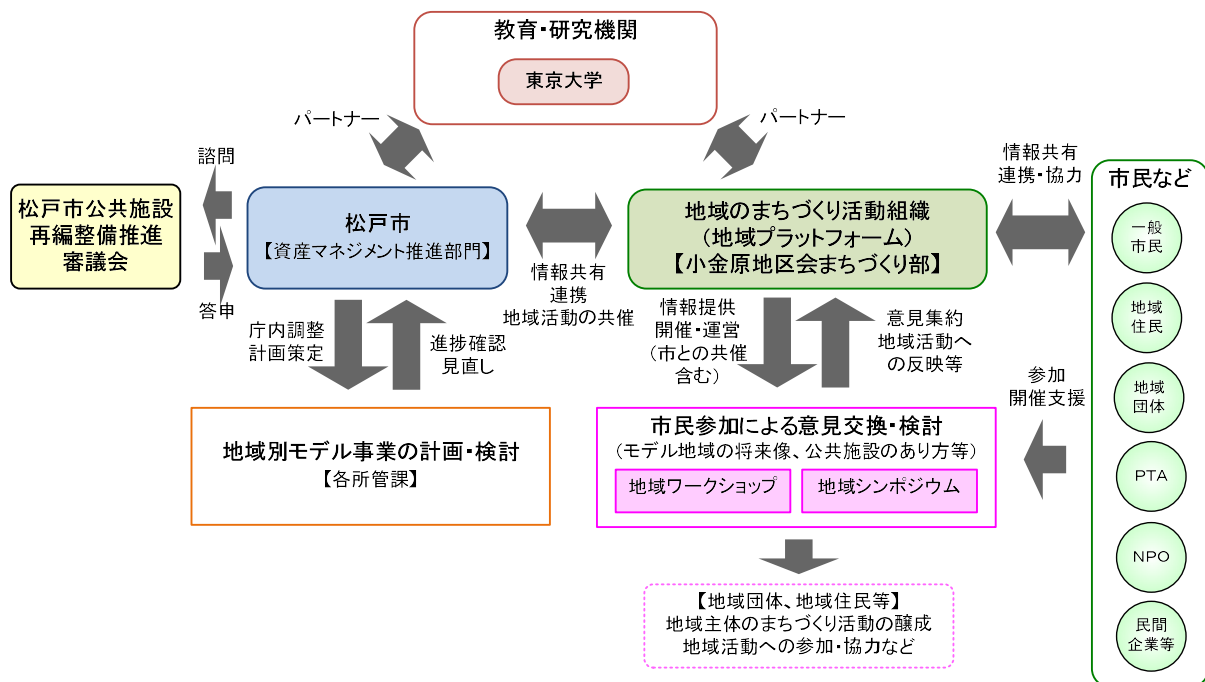 教育・研究機関
東京大学
パートナー
パートナー
諮問
答申
松戸市公共施設
再編整備推進
審議会
松戸市
【資産マネジメント推進部門】
情報共有
連携
地域活動の共催
地域のまちづくり活動組織
(地域プラットフォーム)
【小金原地区会まちづくり部】
情報共有
連携・協力
市民など
一般
市民
地域
住民
地域
団体
PTA
NPO
民間
企業等
庁内調整
計画策定
進捗確認
見直し
情報提供
開催・運営
(市との共催
含む)
意見集約
地域活動へ
の反映等
参加
開催支援
地域別モデル事業の計画・検討
【各所管課】
市民参加による意見交換・検討
(モデル地域の将来像、公共施設のあり方等)
地域ワークショップ
地域シンポジウム
【地域団体、地域住民等】
地域主体のまちづくり活動の醸成
地域活動への参加・協力など